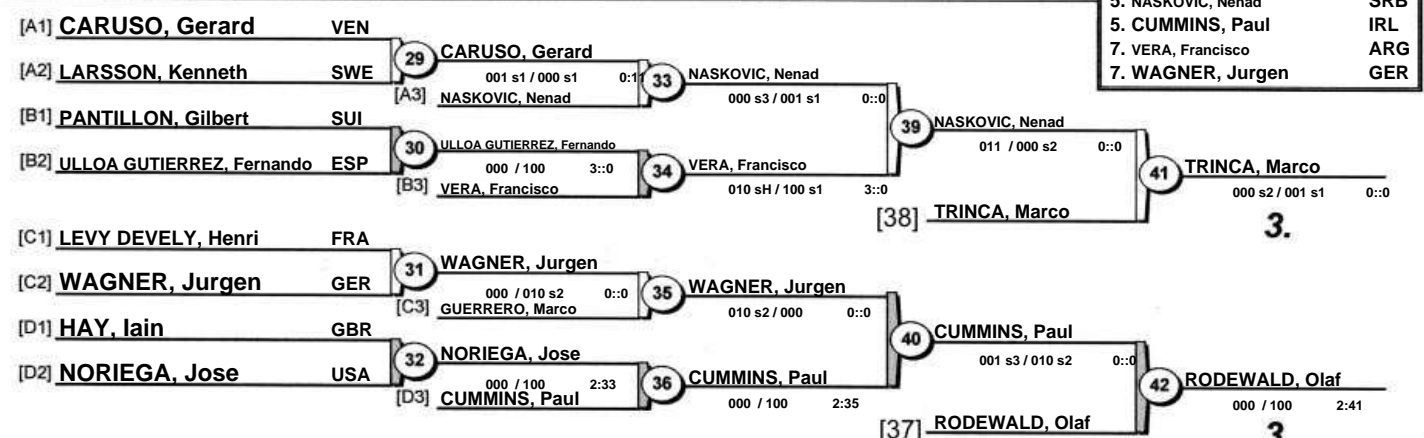 5. NASKOVIC, Nenad SRB
5. CUMMINS, Paul IRL
7. VERA, Francisco ARG
7. WAGNER, Jurgen GER
[A1] CARUSO, Gerard VEN
[A2] LARSSON, Kenneth SWE
29
CARUSO, Gerard
001 s1 / 000 s1 0:11
[A3] NASKOVIC, Nenad
33
NASKOVIC, Nenad
000 s3 / 001 s1 0::0
[B1] PANTILLON, Gilbert SUI
[B2] ULLOA GUTIERREZ, Fernando ESP
30
ULLOA GUTIERREZ, Fernando
000 / 100 3::0
[B3] VERA, Francisco
34
VERA, Francisco
010 sH / 100 s1 3::0
39
NASKOVIC, Nenad
011 / 000 s2 0::0
[38] TRINCA, Marco
41
TRINCA, Marco
000 s2 / 001 s1 0::0
3.
[C1] LEVY DEVELY, Henri FRA
[C2] WAGNER, Jurgen GER
31
WAGNER, Jurgen
000 / 010 s2 0::0
[C3] GUERRERO, Marco
35
WAGNER, Jurgen
010 s2 / 000 0::0
[D1] HAY, Iain GBR
[D2] NORIEGA, Jose USA
32
NORIEGA, Jose
000 / 100 2:33
[D3] CUMMINS, Paul
36
CUMMINS, Paul
000 / 100 2:35
40
CUMMINS, Paul
001 s3 / 010 s2 0::0
[37] RODEWALD, Olaf
42
RODEWALD, Olaf
000 / 100 2:41
3